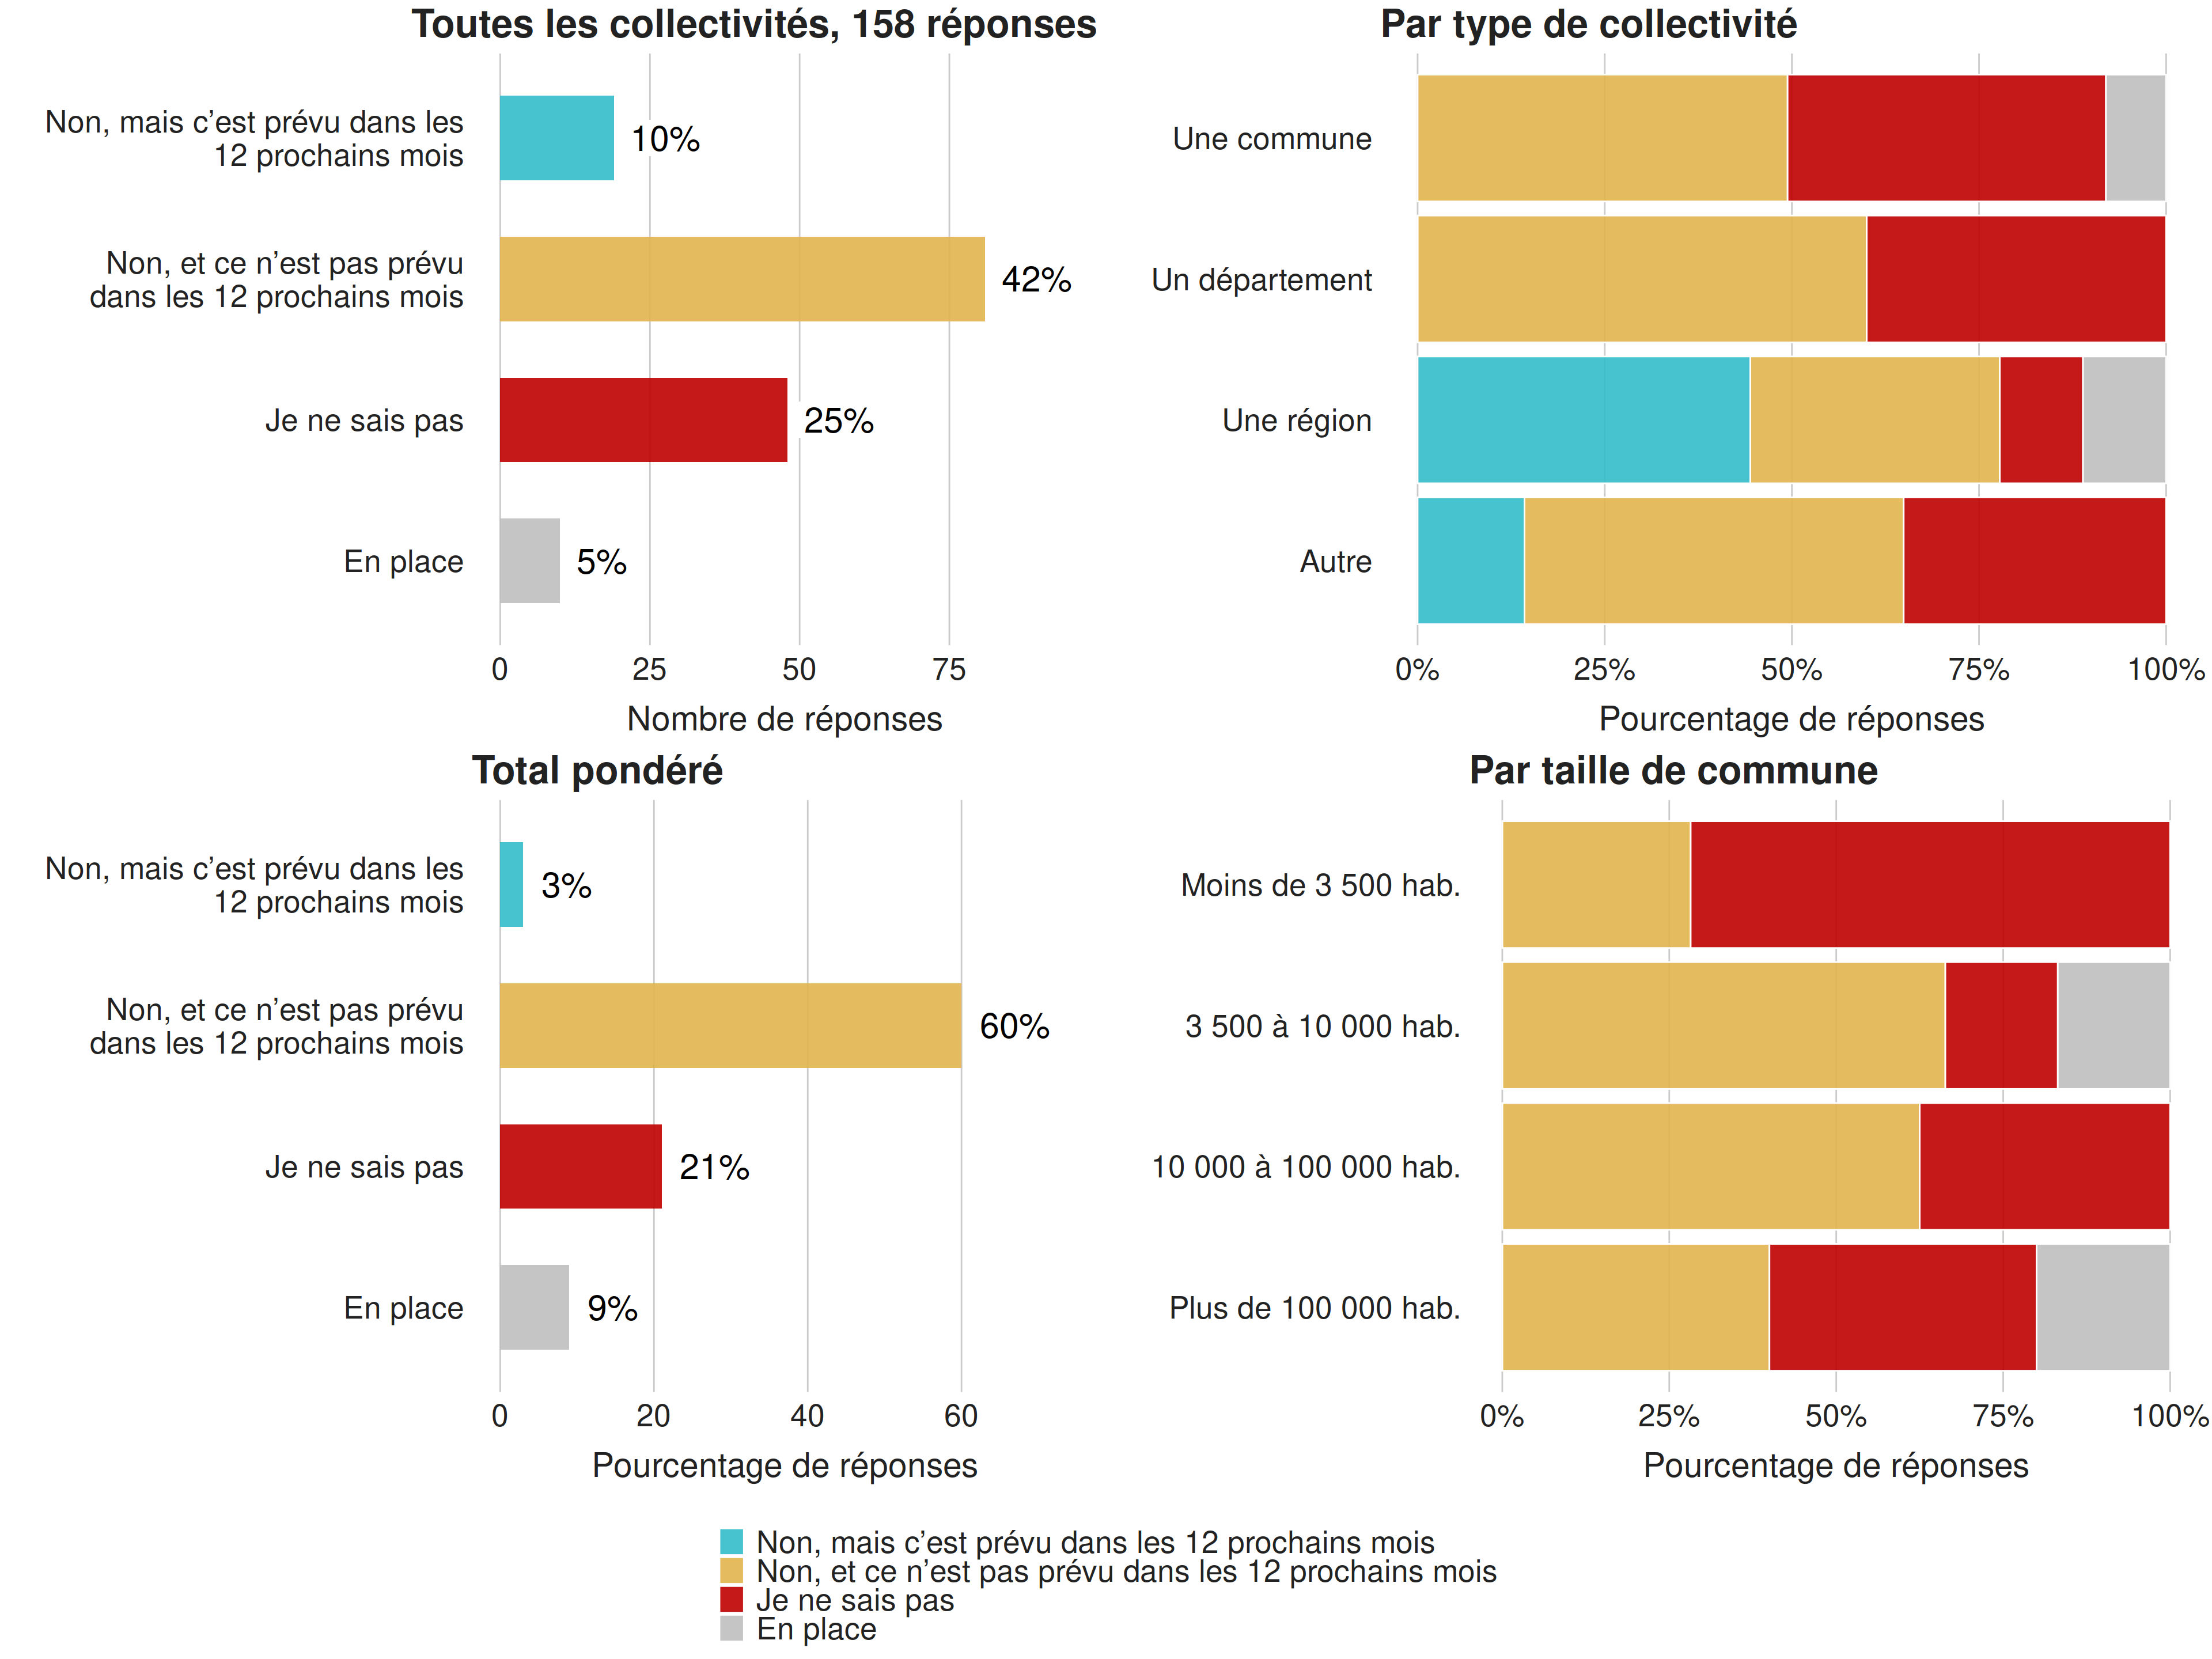 Toutes les collectivités, 158 réponses
Non, mais c’est prévu dans les
12 prochains mois
10%
Non, et ce n’est pas prévu
dans les 12 prochains mois
42%
Je ne sais pas
25%
En place
5%
0 25 50 75
Nombre de réponses
Par type de collectivité
Une commune
Un département
Une région
Autre
0% 25% 50% 75% 100%
Pourcentage de réponses
Total pondéré
Non, mais c’est prévu dans les
12 prochains mois
3%
Non, et ce n’est pas prévu
dans les 12 prochains mois
60%
Je ne sais pas
21%
En place
9%
0 20 40 60
Pourcentage de réponses
Par taille de commune
Moins de 3 500 hab.
3 500 à 10 000 hab.
10 000 à 100 000 hab.
Plus de 100 000 hab.
0% 25% 50% 75% 100%
Pourcentage de réponses
Non, mais c’est prévu dans les 12 prochains mois
Non, et ce n’est pas prévu dans les 12 prochains mois
Je ne sais pas
En place